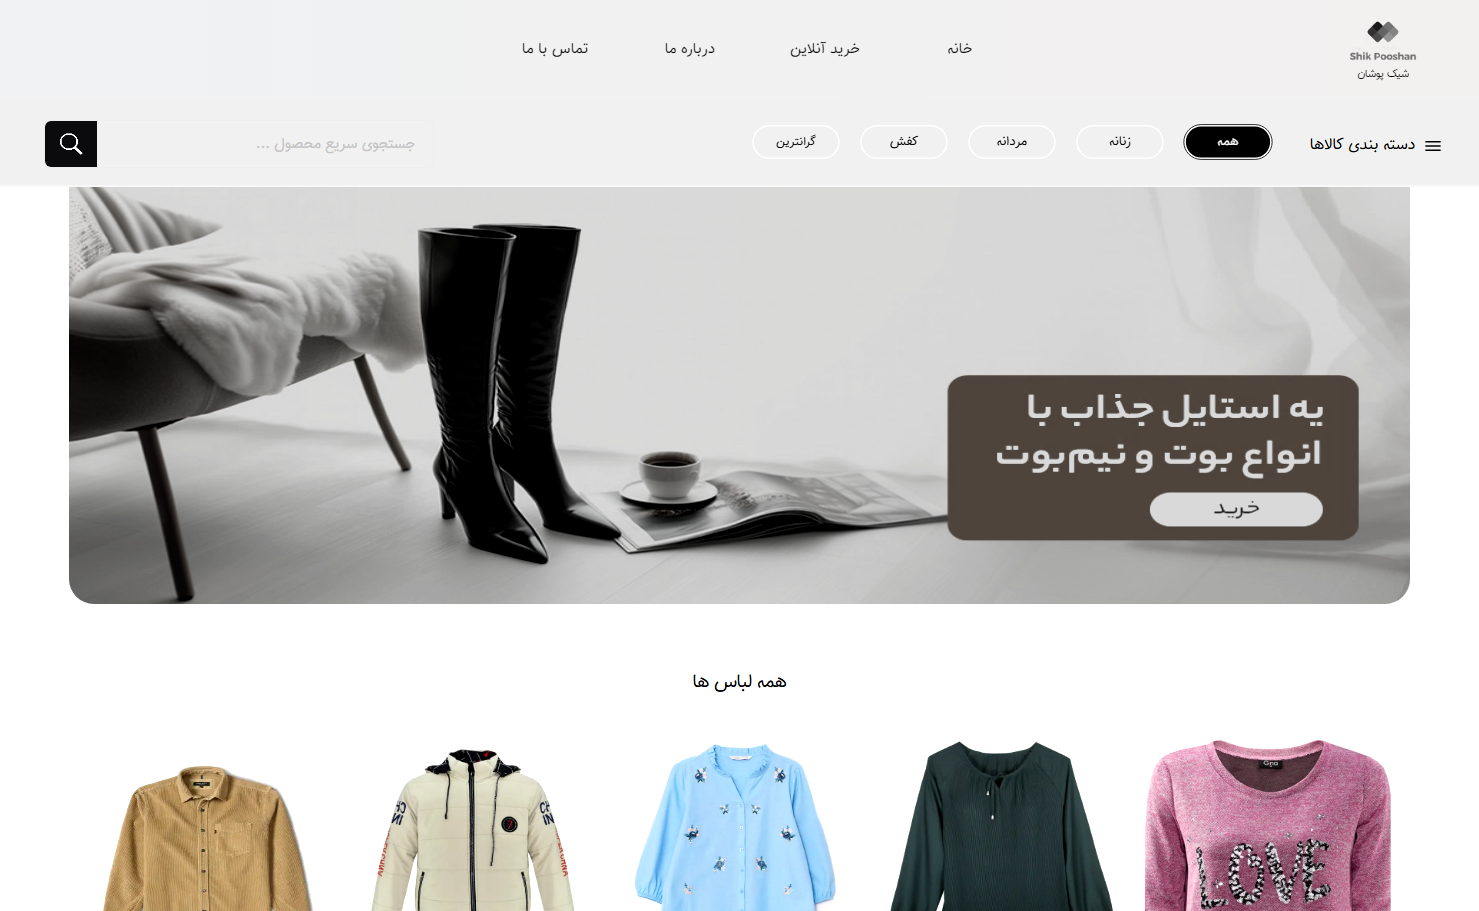 Shik Pooshan
شیک پوشان
خانه
خرید آنلاین
درباره ما
تماس با ما
دسته بندی کالاها
همه
زنانه
مردانه
کفش
گرانترین
جستجوی سریع محصول ...
یه استایل جذاب با
انواع بوت و نیم‌بوت
خرید
همه لباس ها
Gna
LOVE